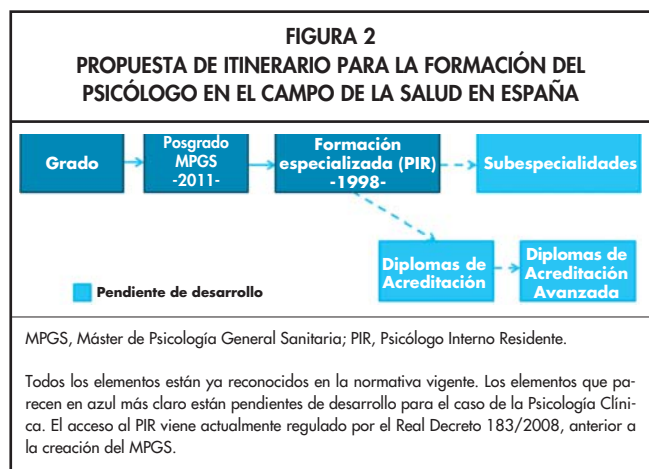 FIGURA 2
PROPUESTA DE ITINERARIO PARA LA FORMACIÓN DEL
PSICÓLOGO EN EL CAMPO DE LA SALUD EN ESPAÑA
Grado
Posgrado
MPGS
-2011-
Formación
especializada (PIR)
-1998-
Subespecialidades
Diplomas de
Acreditación
Diplomas de
Acreditación
Avanzada
Pendiente de desarrollo
MPGS, Máster de Psicología General Sanitaria; PIR, Psicólogo Interno Residente.
Todos los elementos están ya reconocidos en la normativa vigente. Los elementos que pa-
recen en azul más claro están pendientes de desarrollo para el caso de la Psicología Clíni-
ca. El acceso al PIR viene actualmente regulado por el Real Decreto 183/2008, anterior a
la creación del MPGS.